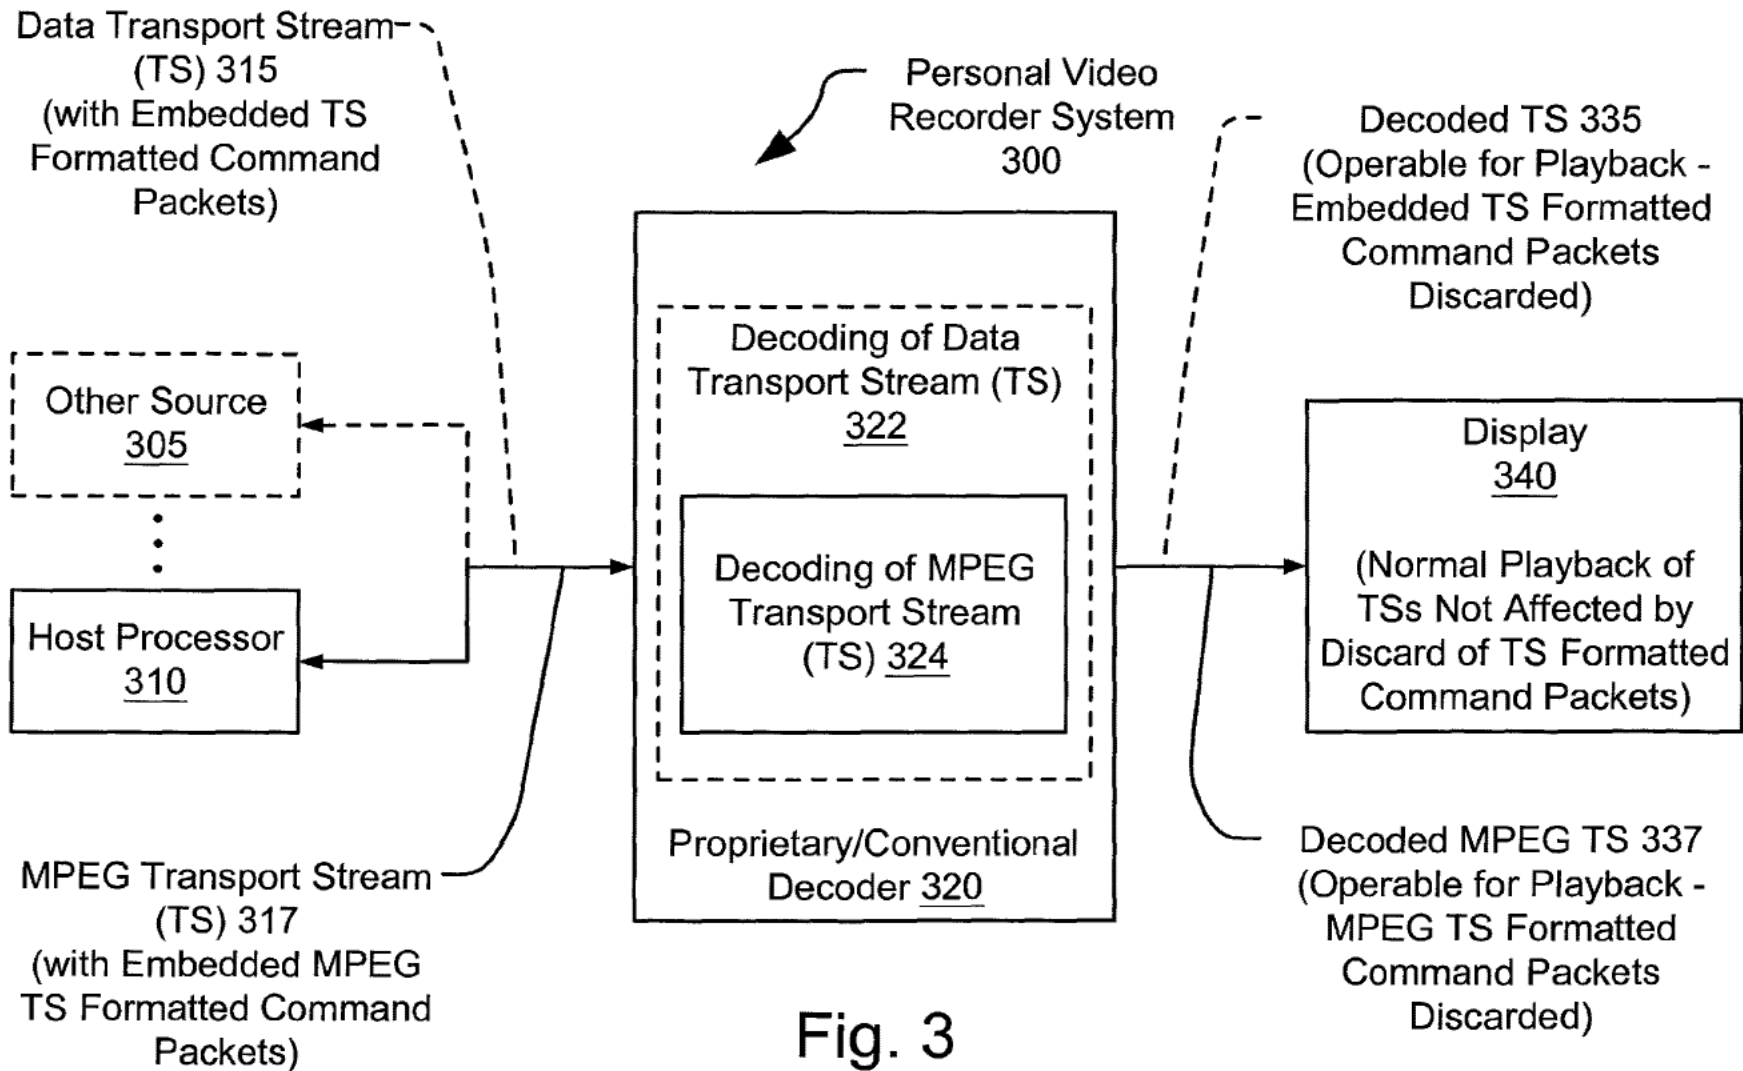 Data Transport Stream
(TS) 315
(with Embedded TS
Formatted Command
Packets)
Personal Video
Recorder System
300
Decoded TS 335
(Operable for Playback -
Embedded TS Formatted
Command Packets
Discarded)
Other Source
305
Host Processor
310
Decoding of Data
Transport Stream (TS)
322
Decoding of MPEG
Transport Stream
(TS) 324
Proprietary/Conventional
Decoder 320
Display
340
(Normal Playback of
TSs Not Affected by
Discard of TS Formatted
Command Packets)
MPEG Transport Stream
(TS) 317
(with Embedded MPEG
TS Formatted Command
Packets)
Decoded MPEG TS 337
(Operable for Playback -
MPEG TS Formatted
Command Packets
Discarded)
Fig. 3